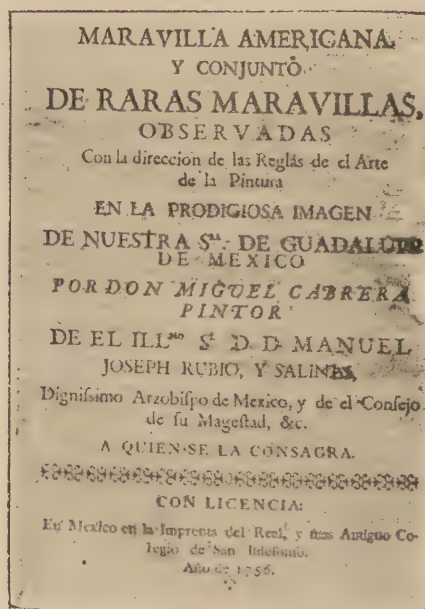 MARAVILLA AMERICANA,
Y CONJUNTO
DE RARAS MARAVILLAS,
OBSERVADAS
Con la direccion de las Reglas de el Arte
de la Pintura
EN LA PRODIGIOSA IMAGEN
DE NUESTRA Sʳᴬ. DE GUADALUPE
DE MEXICO
POR DON MIGUEL CABRERA
PINTOR
DE EL ILLᵐᵒ Sʳ D. D. MANUEL
JOSEPH RUBIO, Y SALINES,
Dignissimo Arzobispo de Mexico, y de el Consejo
de su Magestad, &c.
A QUIEN SE LA CONSAGRA.
CON LICENCIA:
En Mexico en la Imprenta del Real, y mas Antiguo Co-
legio de San Ildefonso.
Año de 1756.